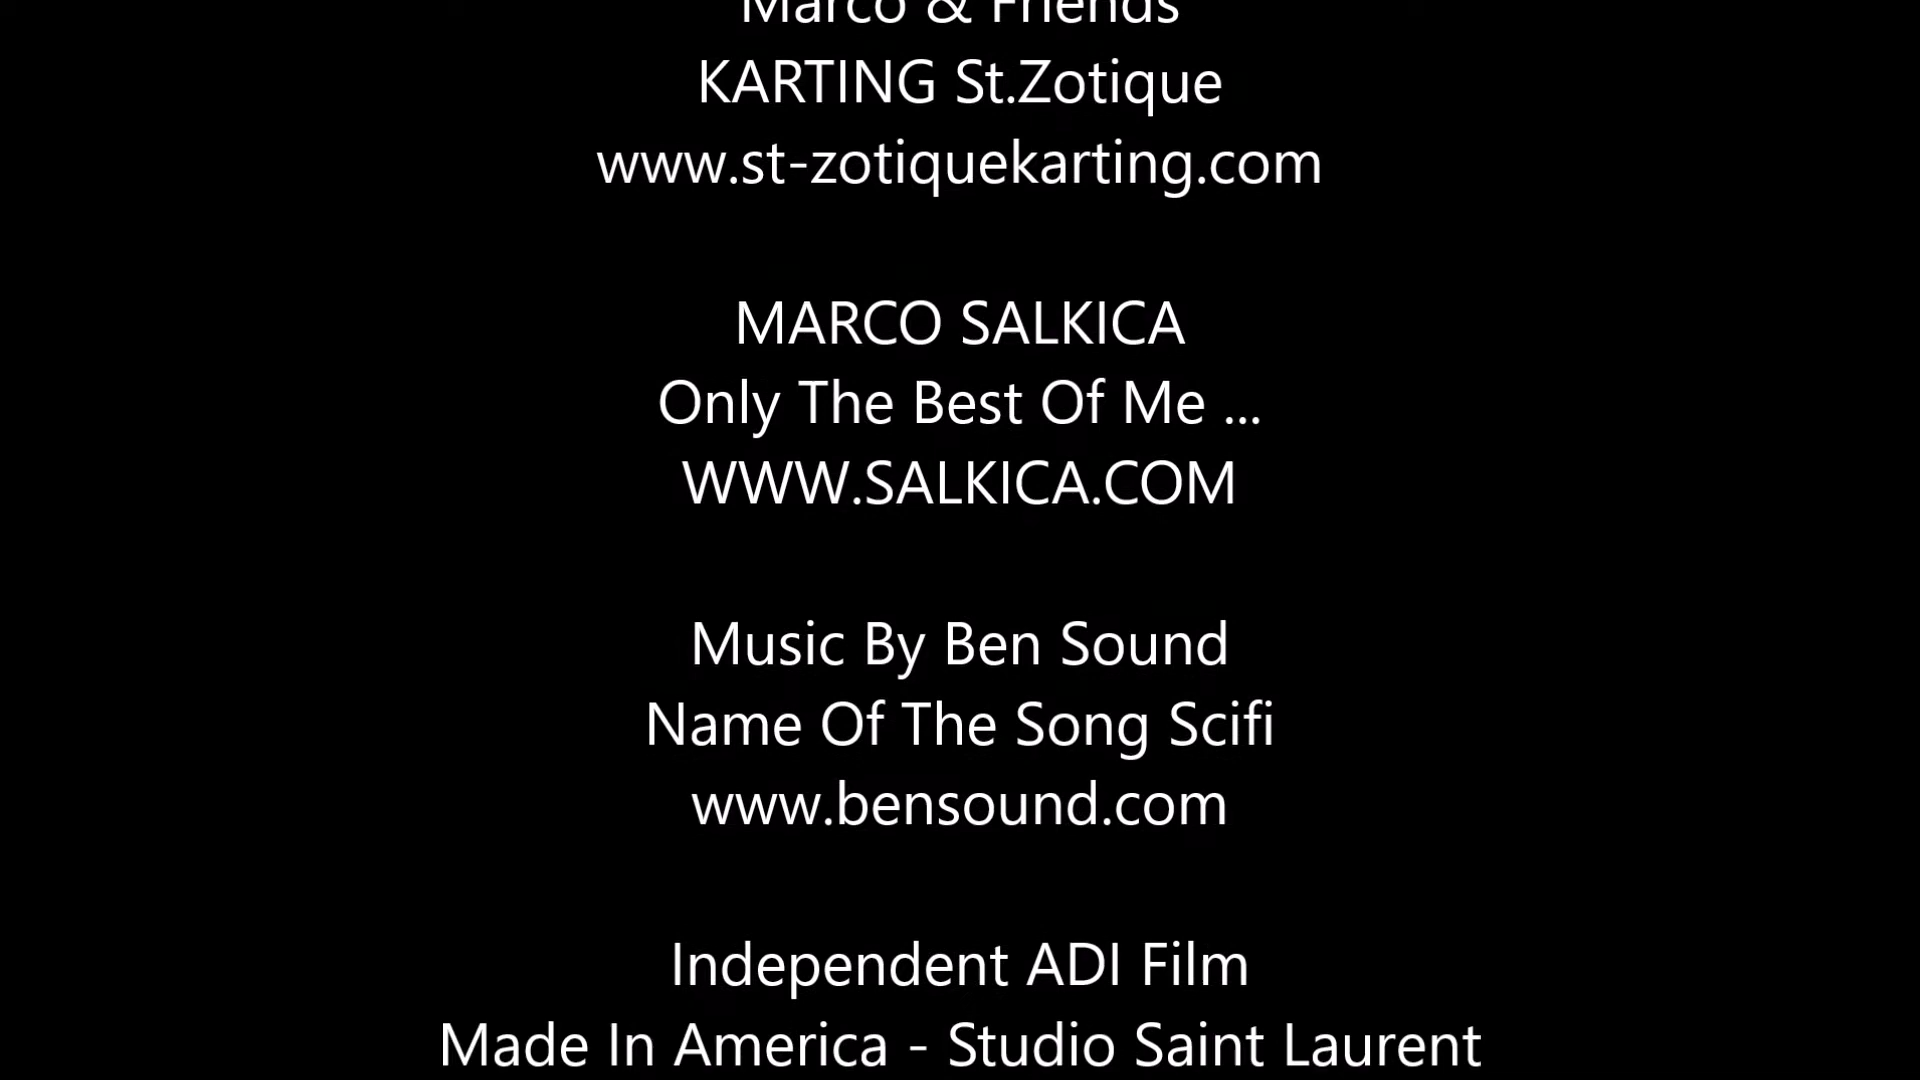 Marco & Friends
KARTING St.Zotique
www.st-zotiquekarting.com
MARCO SALKICA
Only The Best Of Me ...
WWW.SALKICA.COM
Music By Ben Sound
Name Of The Song Scifi
www.bensound.com
Independent ADI Film
Made In America - Studio Saint Laurent